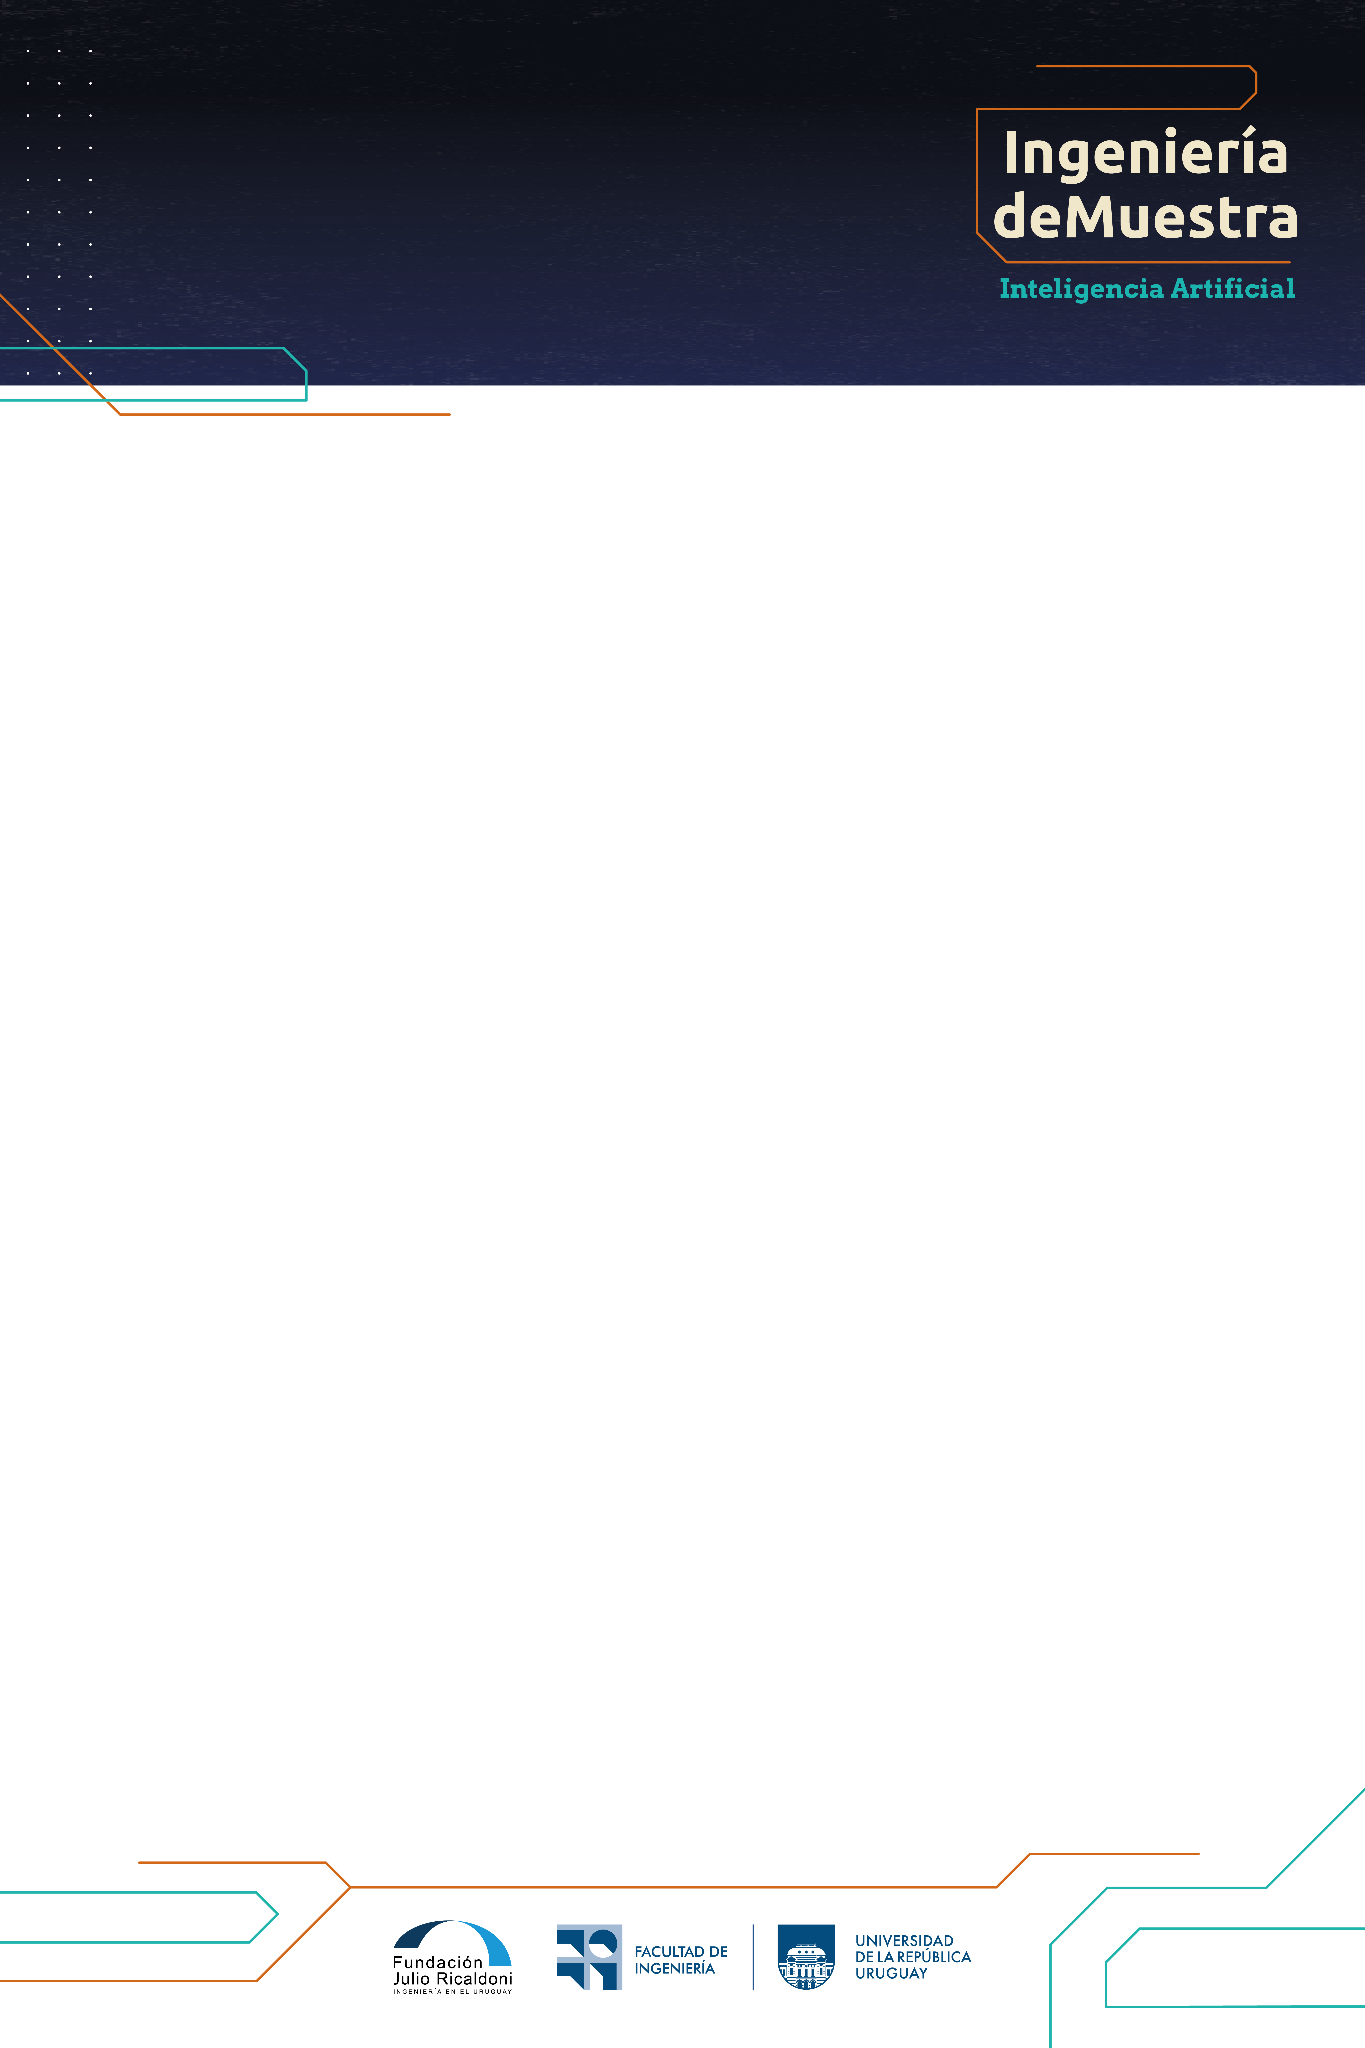 Ingeniería
deMuestra
Inteligencia Artificial
Fundación
Julio Ricaldoni
INGENIERÍA EN EL URUGUAY
FACULTAD DE
INGENIERÍA
UNIVERSIDAD
DE LA REPÚBLICA
URUGUAY